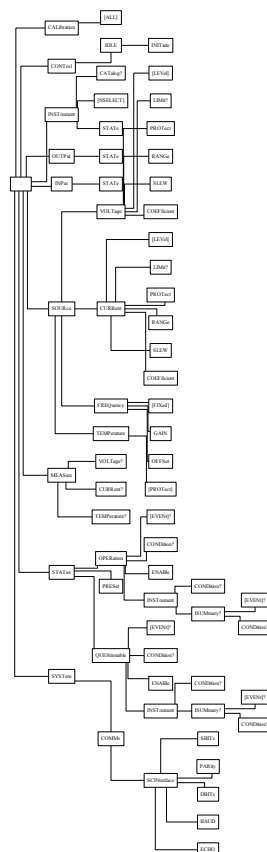 [ALL]
CALibration
IDLE
INITiate
CONTrol
CATalog?
[LEVel]
[NSELECT]
LIMit?
INSTrument
STATe
PROTect
OUTPut
STATe
RANGe
:
INPut
STATe
SLEW
VOLTage
COEFficient
[LEVel]
LIMit?
PROTect
SOURce
CURRent
RANGe
SLEW
COEFficient
FREQuency
[FIXed]
TEMPerature
GAIN
VOLTage?
OFFSet
MEASure
CURRent?
[PROTect]
TEMPerature?
[EVENt]?
CONDition?
OPERation
STATus
ENABle
PRESet
CONDition?
INSTrument
[EVENt]?
ISUMmary?
[EVENt]?
CONDition?
QUEStionable
CONDition?
SYSTem
ENABle
CONDition?
[EVENt]?
INSTrument
ISUMmary?
CONDition?
COMMs
SBITs
PARity
SCINterface
DBITs
BAUD
ECHO